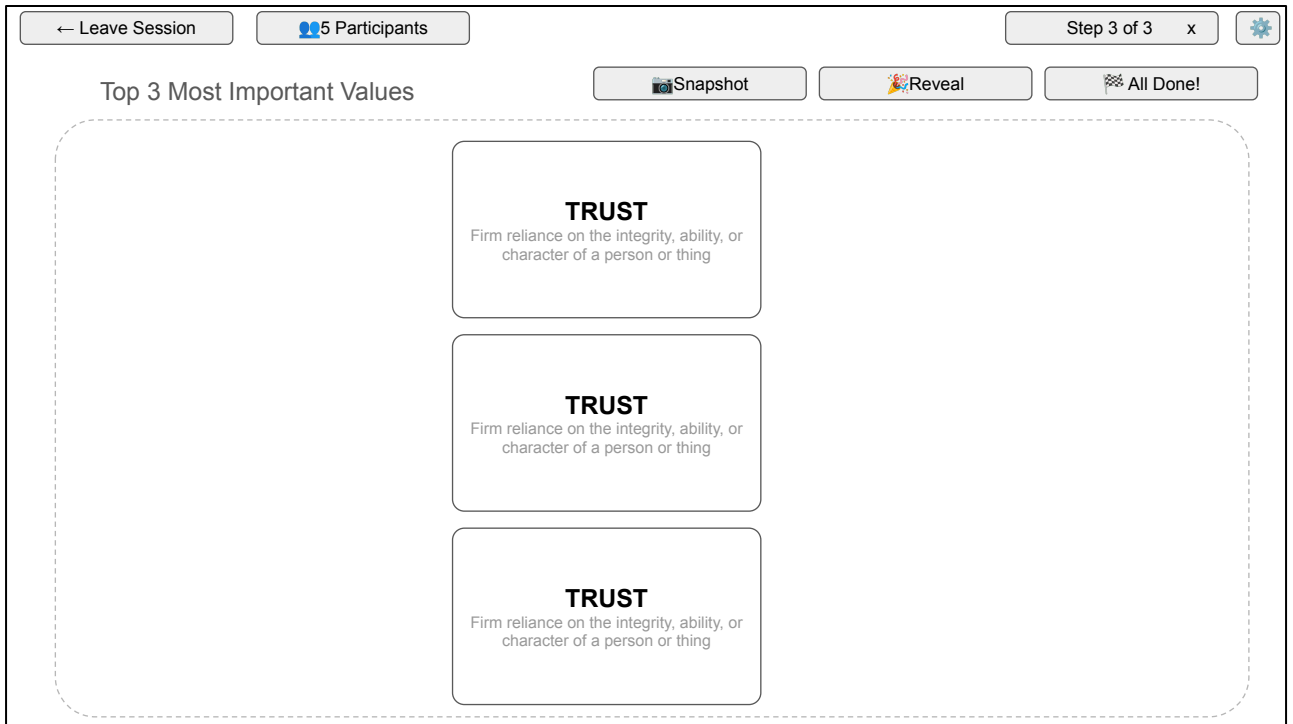 ← Leave Session
👥5 Participants
Step 3 of 3 x
⚙️
Top 3 Most Important Values
📷Snapshot
🎉Reveal
🏁 All Done!
TRUST
Firm reliance on the integrity, ability, or
character of a person or thing
TRUST
Firm reliance on the integrity, ability, or
character of a person or thing
TRUST
Firm reliance on the integrity, ability, or
character of a person or thing